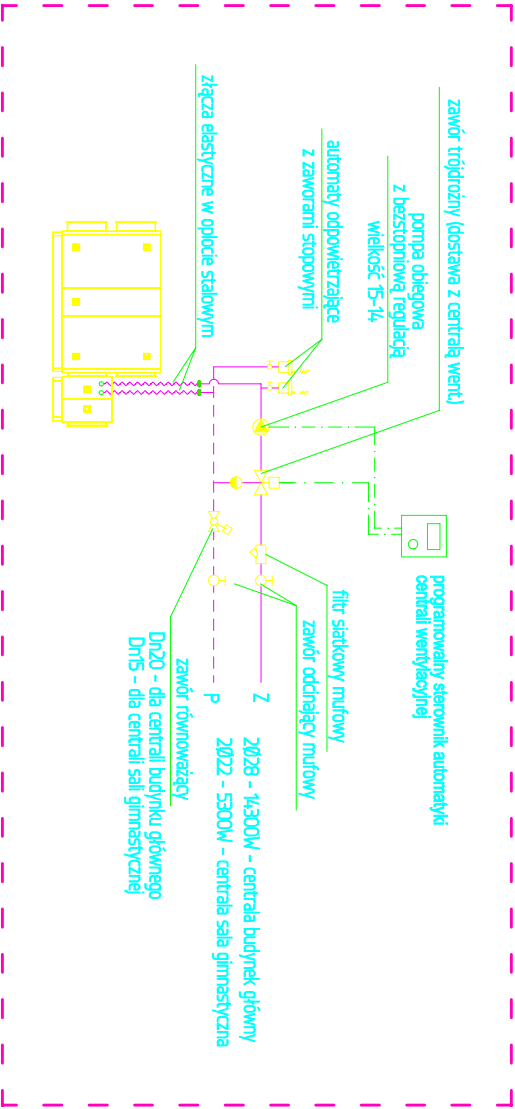 zawór trójdrożny (dostawa z centralą went.)
pompa obiegowa
z bezstopniową regulacją
wielkość 15-14
automaty odpowietrzające
z zaworami stopowymi
złącza elastyczne w oplocie stalowym
programowalny sterownik automatyki
centrali wentylacyjnej
filtr siatkowy mufowy
zawór odcinający mufowy
Z
P
2Ø28 - 14.300W - centrala budynek główny
2Ø22 - 5300W - centrala sala gimnastyczna
zawór równoważący
Dn20 - dla centrali budynku głównego
Dn15 - dla centrali sali gimnastycznej